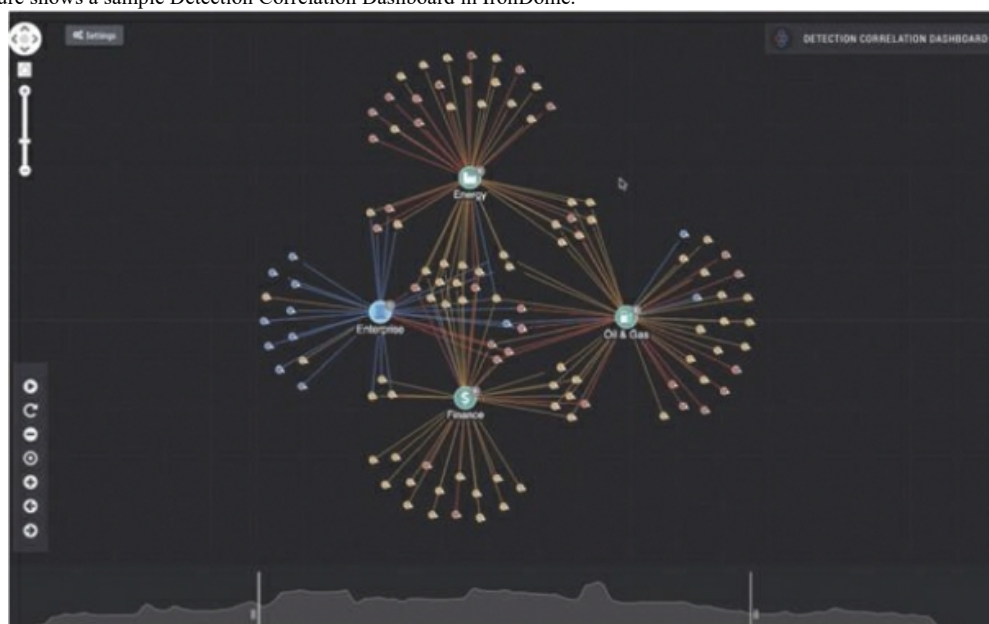 ure shows a sample Detection Correlation Dashboard in IronDome.
Settings
DETECTION CORRELATION DASHBOARD
Energy
Enterprise
Oil & Gas
$
Finance